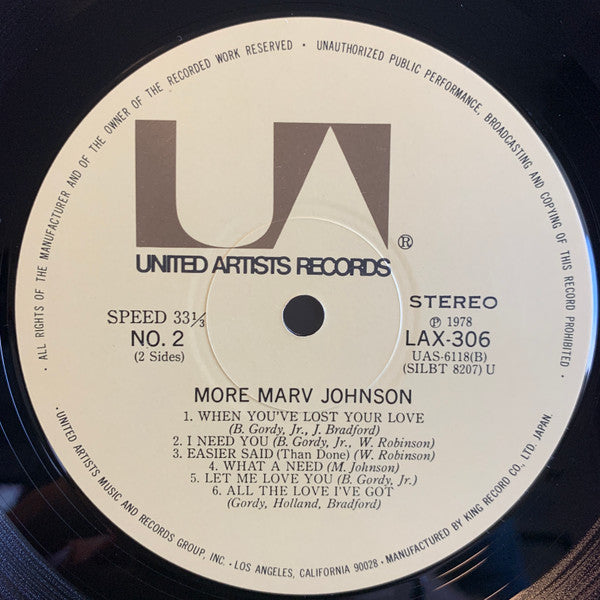 · ALL RIGHTS OF THE MANUFACTURER AND OF THE OWNER OF THE RECORDED WORK RESERVED · UNAUTHORIZED PUBLIC PERFORMANCE, BROADCASTING AND COPYING OF THIS RECORD PROHIBITED ·
UA ®
UNITED ARTISTS RECORDS
SPEED 33⅓
NO. 2
(2 Sides)
STEREO
Ⓟ 1978
LAX-306
UAS-6118(B)
(SILBT 8207) U
MORE MARV JOHNSON
1. WHEN YOU'VE LOST YOUR LOVE
(B. Gordy, Jr., J. Bradford)
2. I NEED YOU (B. Gordy, Jr., W. Robinson)
3. EASIER SAID (Than Done) (W. Robinson)
4. WHAT A NEED (M. Johnson)
5. LET ME LOVE YOU (B. Gordy, Jr.)
6. ALL THE LOVE I'VE GOT
(Gordy, Holland, Bradford)
· UNITED ARTISTS MUSIC AND RECORDS GROUP, INC. · LOS ANGELES, CALIFORNIA 90028 · MANUFACTURED BY KING RECORD CO., LTD. JAPAN.